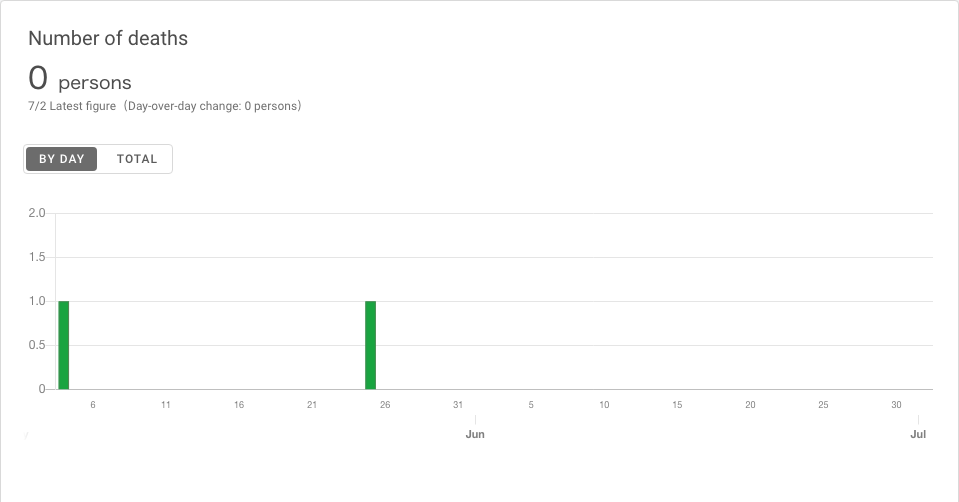 Number of deaths
0 persons
7/2 Latest figure（Day-over-day change: 0 persons）
BY DAY TOTAL
2.0
1.5
1.0
0.5
0
6 11 16 21 26 31 5 10 15 20 25 30
Jun Jul